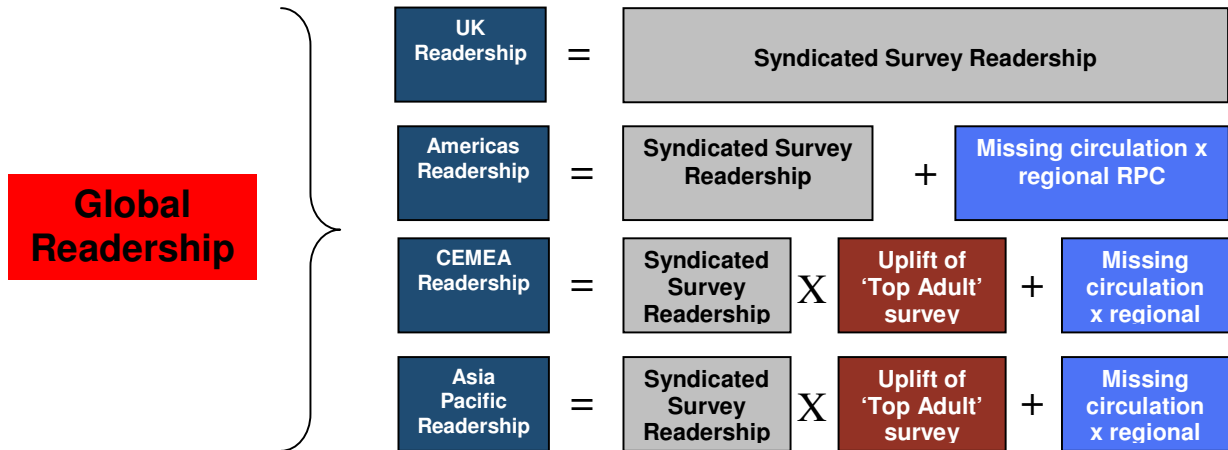 UK
Readership
=
Syndicated Survey Readership
Americas
Readership
=
Syndicated Survey
Readership
+
Missing circulation x
regional RPC
Global
Readership
CEMEA
Readership
=
Syndicated
Survey
Readership
X
Uplift of
‘Top Adult’
survey
+
Missing
circulation
x regional
Asia
Pacific
Readership
=
Syndicated
Survey
Readership
X
Uplift of
‘Top Adult’
survey
+
Missing
circulation
x regional